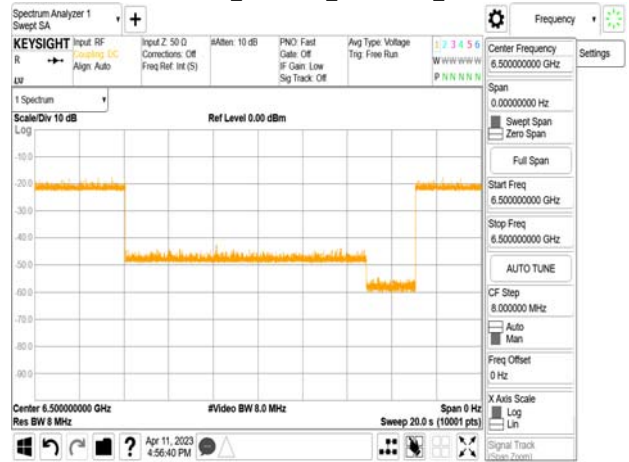 Spectrum Analyzer 1
Swept SA
+
Frequency
KEYSIGHT
R
Input: RF
Coupling: DC
Align: Auto
Input Z: 50 Ω
Corrections: Off
Freq Ref: Int (S)
#Atten: 10 dB
PNO: Fast
Gate: Off
IF Gain: Low
Sig Track: Off
Avg Type: Voltage
Trig: Free Run
1 2 3 4 5 6
W W W W W W
P N N N N N
Center Frequency
6.500000000 GHz
Settings
Span
0.00000000 Hz
Swept Span
Zero Span
Full Span
Start Freq
6.500000000 GHz
Stop Freq
6.500000000 GHz
AUTO TUNE
CF Step
8.000000 MHz
Auto
Man
Freq Offset
0 Hz
X Axis Scale
Log
Lin
Signal Track
(Span Zoom)
1 Spectrum
Scale/Div 10 dB
Ref Level 0.00 dBm
Log
-10.0
-20.0
-30.0
-40.0
-50.0
-60.0
-70.0
-80.0
-90.0
Center 6.500000000 GHz
#Video BW 8.0 MHz
Span 0 Hz
Res BW 8 MHz
Sweep 20.0 s (10001 pts)
?
Apr 11, 2023
4:56:40 PM